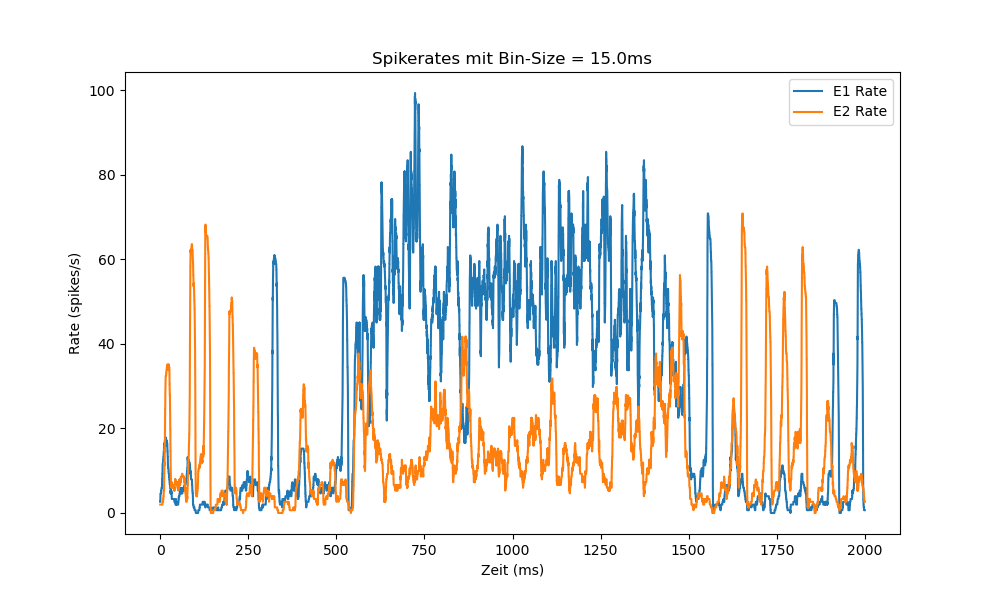 Spikerates mit Bin-Size = 15.0ms
E1 Rate
E2 Rate
100
80
60
40
20
0
Rate (spikes/s)
0 250 500 750 1000 1250 1500 1750 2000
Zeit (ms)